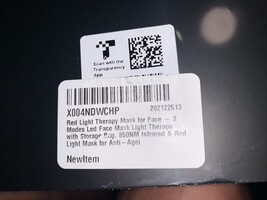 Scan with the
Transparency
App
X004NDWCHP
202122513
Red Light Therapy Mask for Face – 3
Modes Led Face Mask Light Therapy
with Storage Bag, 850NM Infrared & Red
Light Mask for Anti-Agei
NewItem